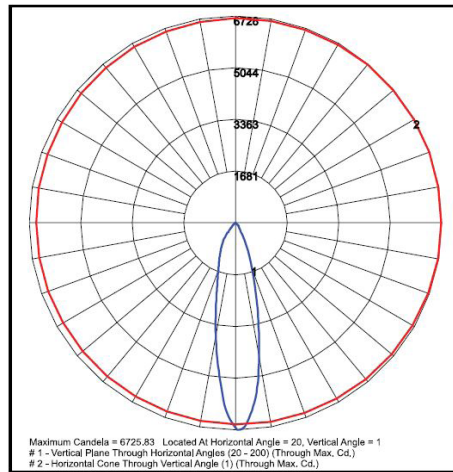 6726
5044
3363
2
1681
1
Maximum Candela = 6725.83 Located At Horizontal Angle = 20, Vertical Angle = 1
# 1 - Vertical Plane Through Horizontal Angles (20 - 200) (Through Max. Cd.)
# 2 - Horizontal Cone Through Vertical Angle (1) (Through Max. Cd.)